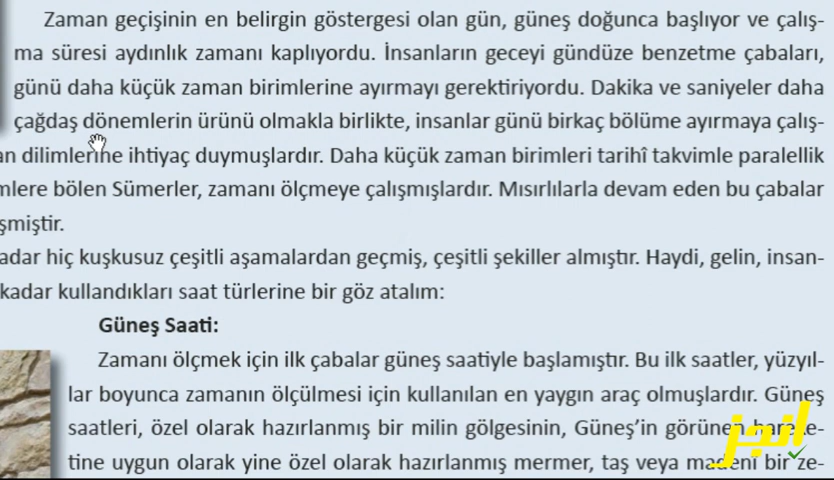 Zaman geçişinin en belirgin göstergesi olan gün, güneş doğunca başlıyor ve çalış-
ma süresi aydınlık zamanı kaplıyordu. İnsanların geceyi gündüze benzetme çabaları,
günü daha küçük zaman birimlerine ayırmayı gerektiriyordu. Dakika ve saniyeler daha
çağdaş dönemlerin ürünü olmakla birlikte, insanlar günü birkaç bölüme ayırmaya çalış-
an dilimlerine ihtiyaç duymuşlardır. Daha küçük zaman birimleri tarihî takvimle paralellik
mlere bölen Sümerler, zamanı ölçmeye çalışmışlardır. Mısırlılarla devam eden bu çabalar
şmiştir.
adar hiç kuşkusuz çeşitli aşamalardan geçmiş, çeşitli şekiller almıştır. Haydi, gelin, insan-
kadar kullandıkları saat türlerine bir göz atalım:
Güneş Saati:
Zamanı ölçmek için ilk çabalar güneş saatiyle başlamıştır. Bu ilk saatler, yüzyıl-
lar boyunca zamanın ölçülmesi için kullanılan en yaygın araç olmuşlardır. Güneş
saatleri, özel olarak hazırlanmış bir milin gölgesinin, Güneş'in görünen hareke-
tine uygun olarak yine özel olarak hazırlanmış mermer, taş veya madenî bir ze-
أنجز